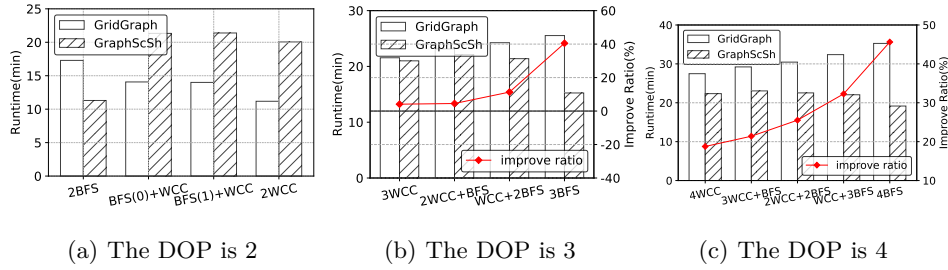 25
20
15
10
5
0
Runtime(min)
GridGraph
GraphScSh
2BFS
BFS(0)+WCC
BFS(1)+WCC
2WCC
(a) The DOP is 2
30
20
10
0
Runtime(min)
GridGraph
GraphScSh
improve ratio
60
40
20
0
-20
-40
Improve Ratio(%)
3WCC
2WCC+BFS
WCC+2BFS
3BFS
(b) The DOP is 3
40
30
20
10
0
Runtime(min)
GridGraph
GraphScSh
improve ratio
50
40
30
20
10
Improve Ratio(%)
4WCC
3WCC+BFS
2WCC+2BFS
WCC+3BFS
4BFS
(c) The DOP is 4